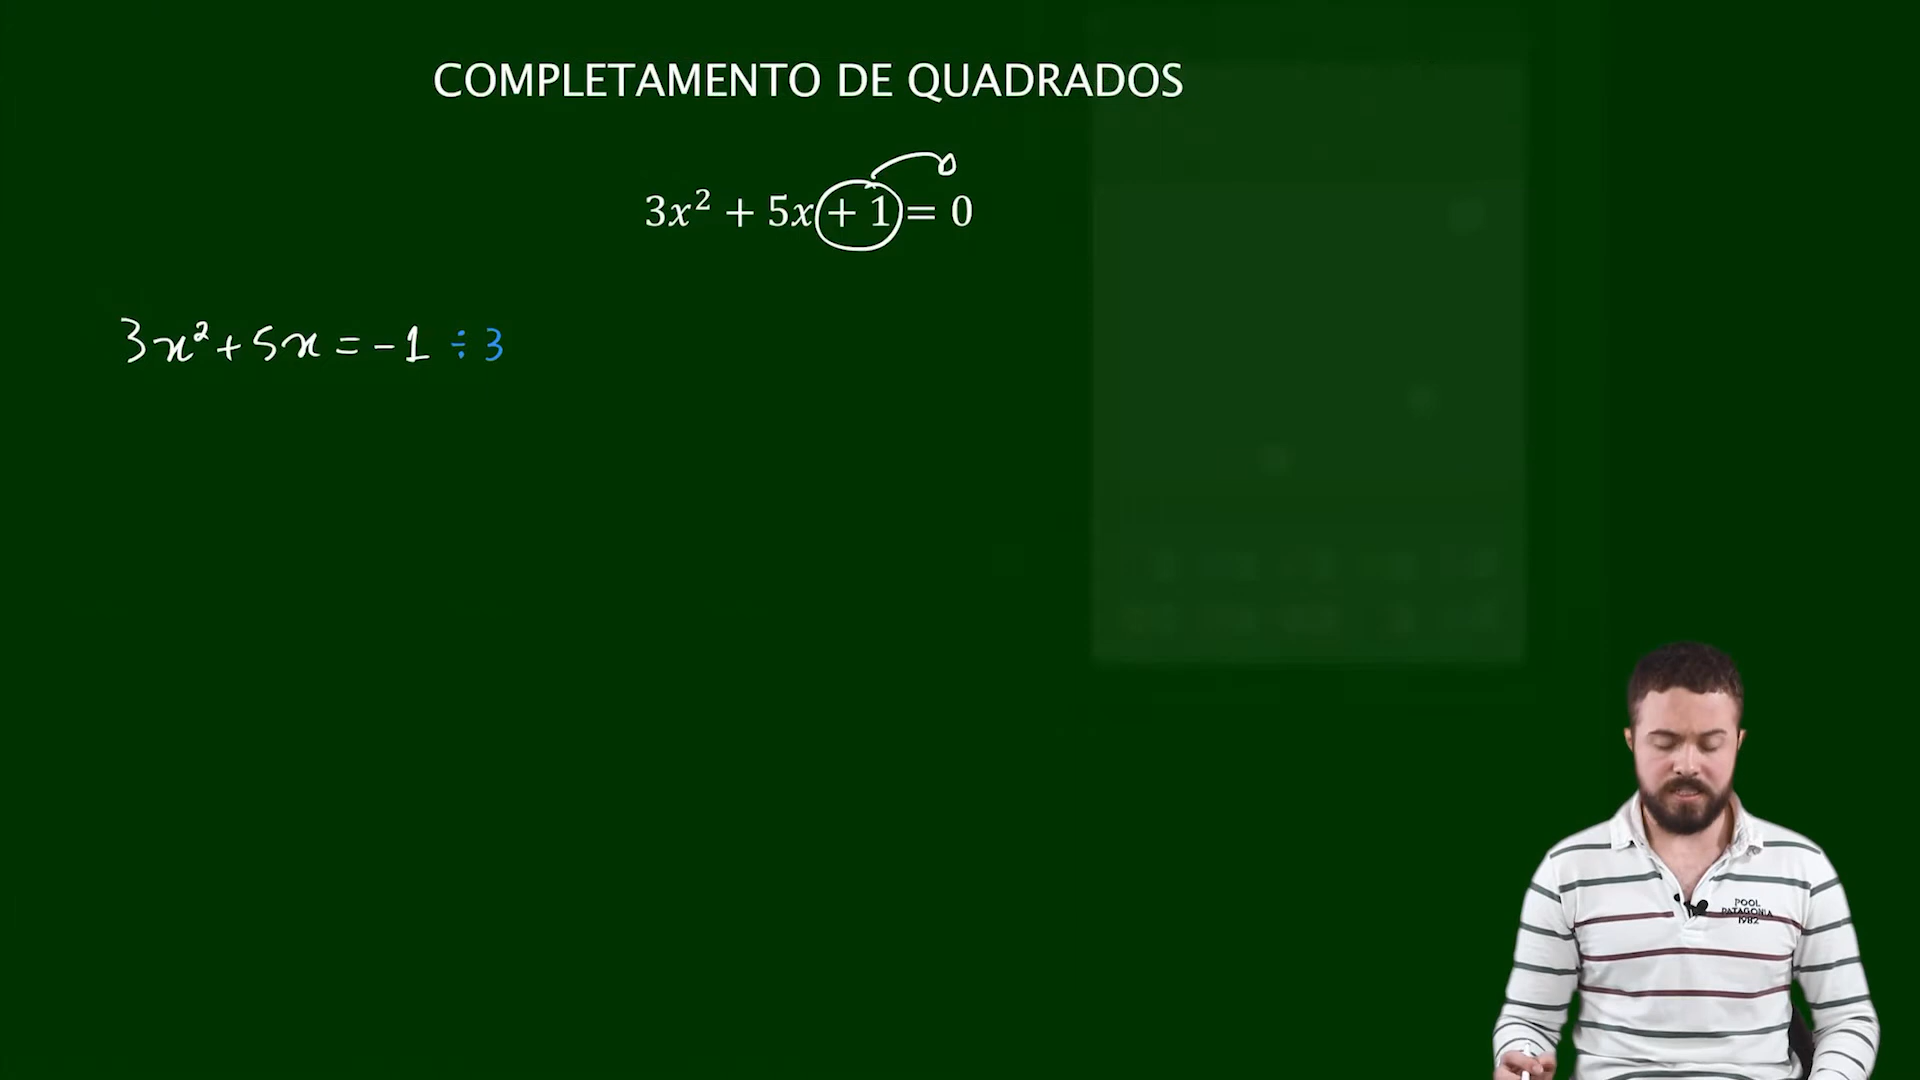 COMPLETAMENTO DE QUADRADOS
3x² + 5x + 1 = 0
3x² + 5x = -1 ÷ 3
POOL
PATAGONIA
1982